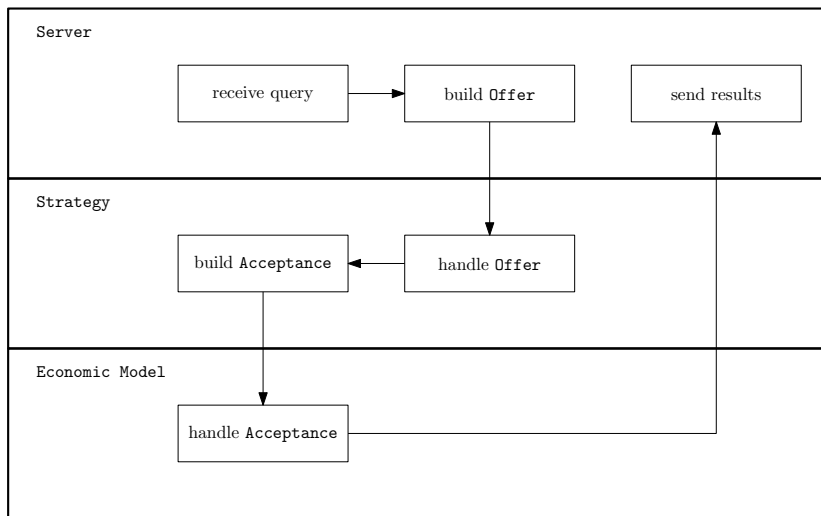 Server
receive query
build Offer
send results
Strategy
build Acceptance
handle Offer
Economic Model
handle Acceptance